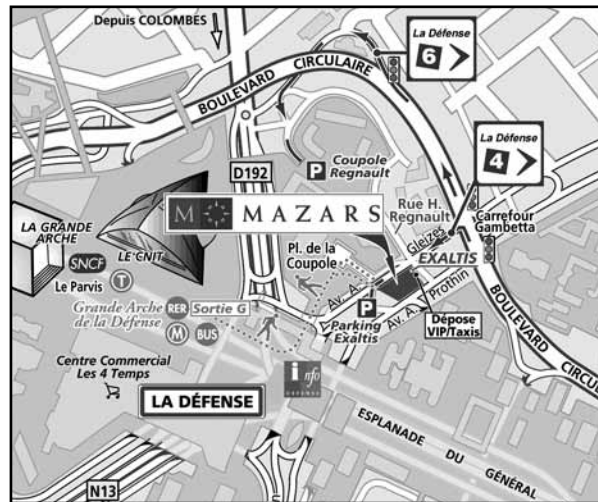 Depuis COLOMBES
La Défense
6
BOULEVARD CIRCULAIRE
La Défense
4
P
Coupole
Regnault
D192
M MAZARS
Rue H.
Regnault
Carrefour
Gambetta
LA GRANDE
ARCHE
LE CNIT
Pl. de la
Coupole
Av. A. Gleizes
EXALTIS
SNCF
Le Parvis
T
Grande Arche
de la Défense
RER
Sortie G
M
BUS
P
Parking
Exaltis
Av. A. Prothin
Dépose
VIP/Taxis
BOULEVARD CIRCU
Centre Commercial
Les 4 Temps
info
DEFENSE
LA DÉFENSE
ESPLANADE DU GÉNÉRAL
N13